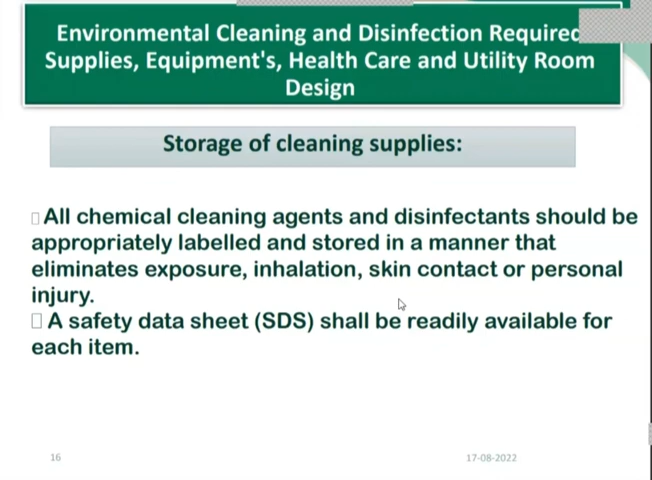 Environmental Cleaning and Disinfection Required
Supplies, Equipment's, Health Care and Utility Room
Design
Storage of cleaning supplies:
All chemical cleaning agents and disinfectants should be
appropriately labelled and stored in a manner that
eliminates exposure, inhalation, skin contact or personal
injury.
A safety data sheet (SDS) shall be readily available for
each item.
16
17-08-2022